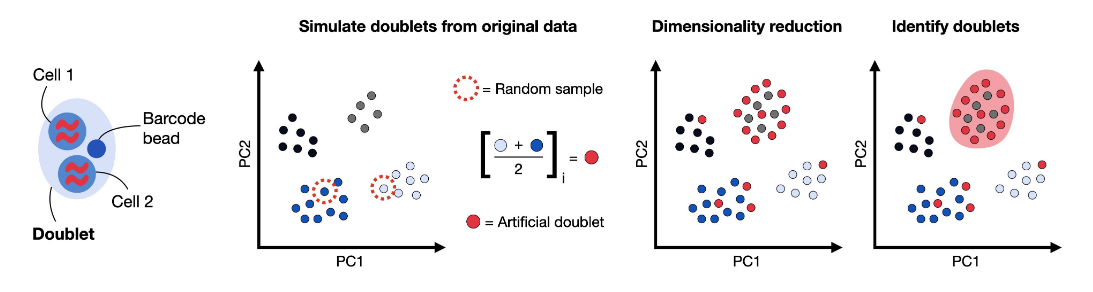 Simulate doublets from original data
Dimensionality reduction
Identify doublets
Cell 1
Barcode
bead
Cell 2
Doublet
PC2
PC1
= Random sample
[ + / 2 ] i =
= Artificial doublet
PC2
PC1
PC2
PC1